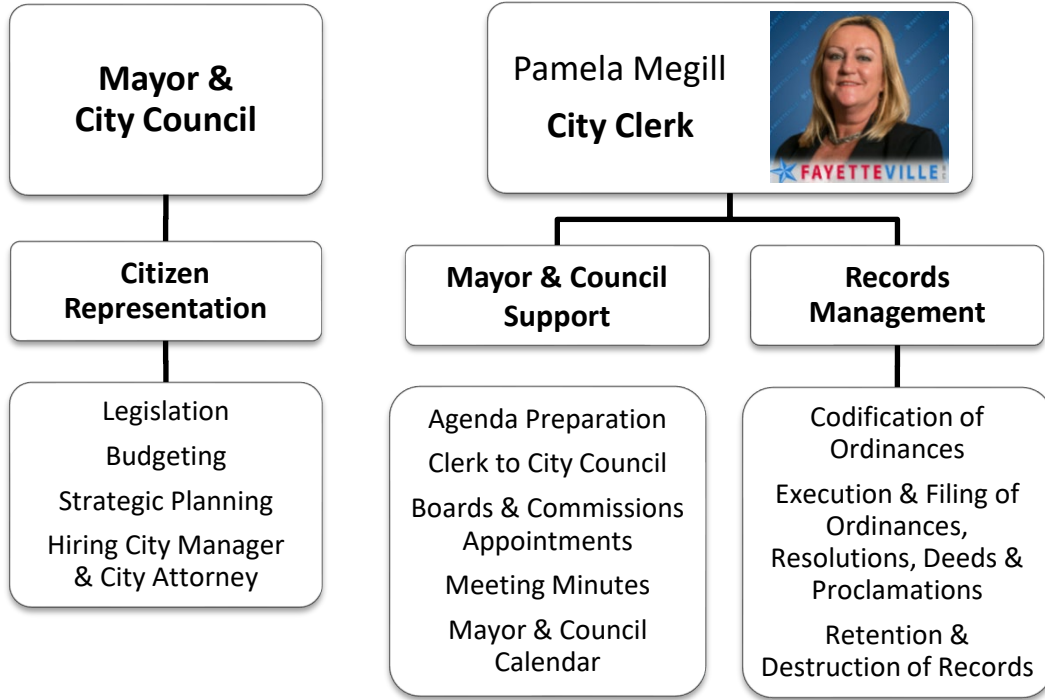 Mayor &
City Council
Citizen
Representation
Legislation
Budgeting
Strategic Planning
Hiring City Manager
& City Attorney
Pamela Megill
City Clerk
FAYETTEVILLE
Mayor & Council
Support
Agenda Preparation
Clerk to City Council
Boards & Commissions
Appointments
Meeting Minutes
Mayor & Council
Calendar
Records
Management
Codification of
Ordinances
Execution & Filing of
Ordinances,
Resolutions, Deeds &
Proclamations
Retention &
Destruction of Records